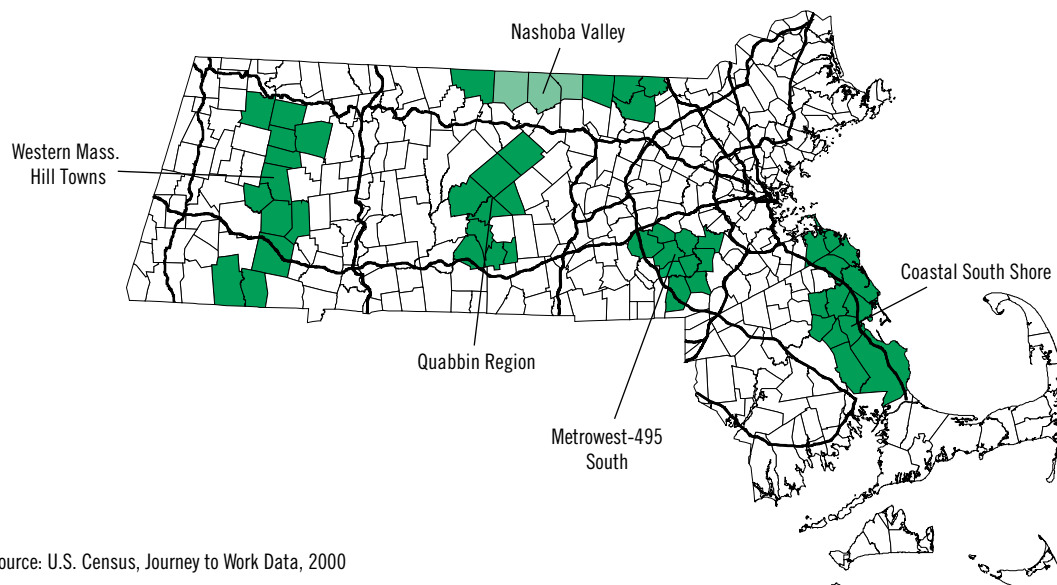 Nashoba Valley
Western Mass.
Hill Towns
Coastal South Shore
Quabbin Region
Metrowest-495
South
ource: U.S. Census, Journey to Work Data, 2000